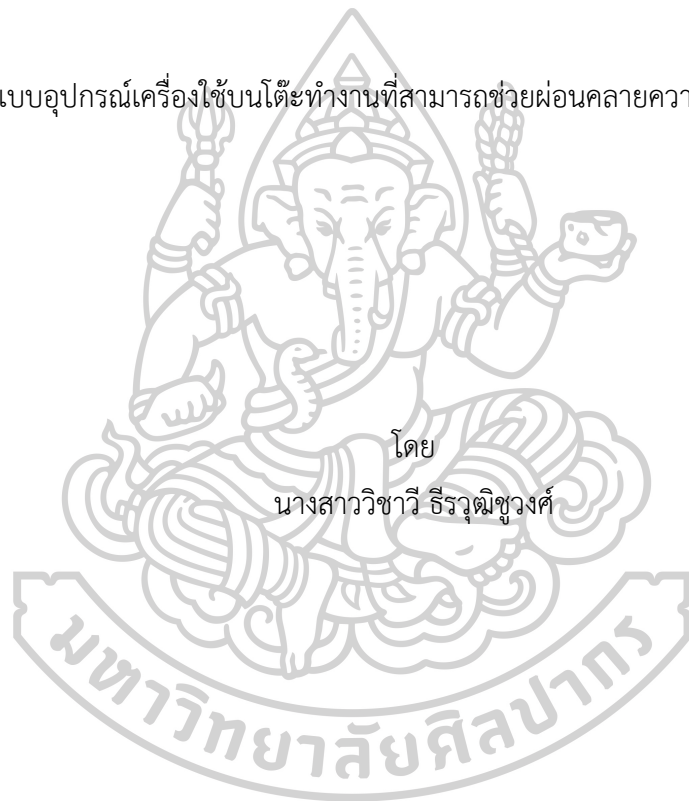 แบบอุปกรณ์เครื่องใช้บนโต๊ะทำงานที่สามารถช่วยผ่อนคลายควา
โดย
นางสาววิชาวี ธีรวุฒิชูวงศ์
มหาวิทยาลัยศิลปากร